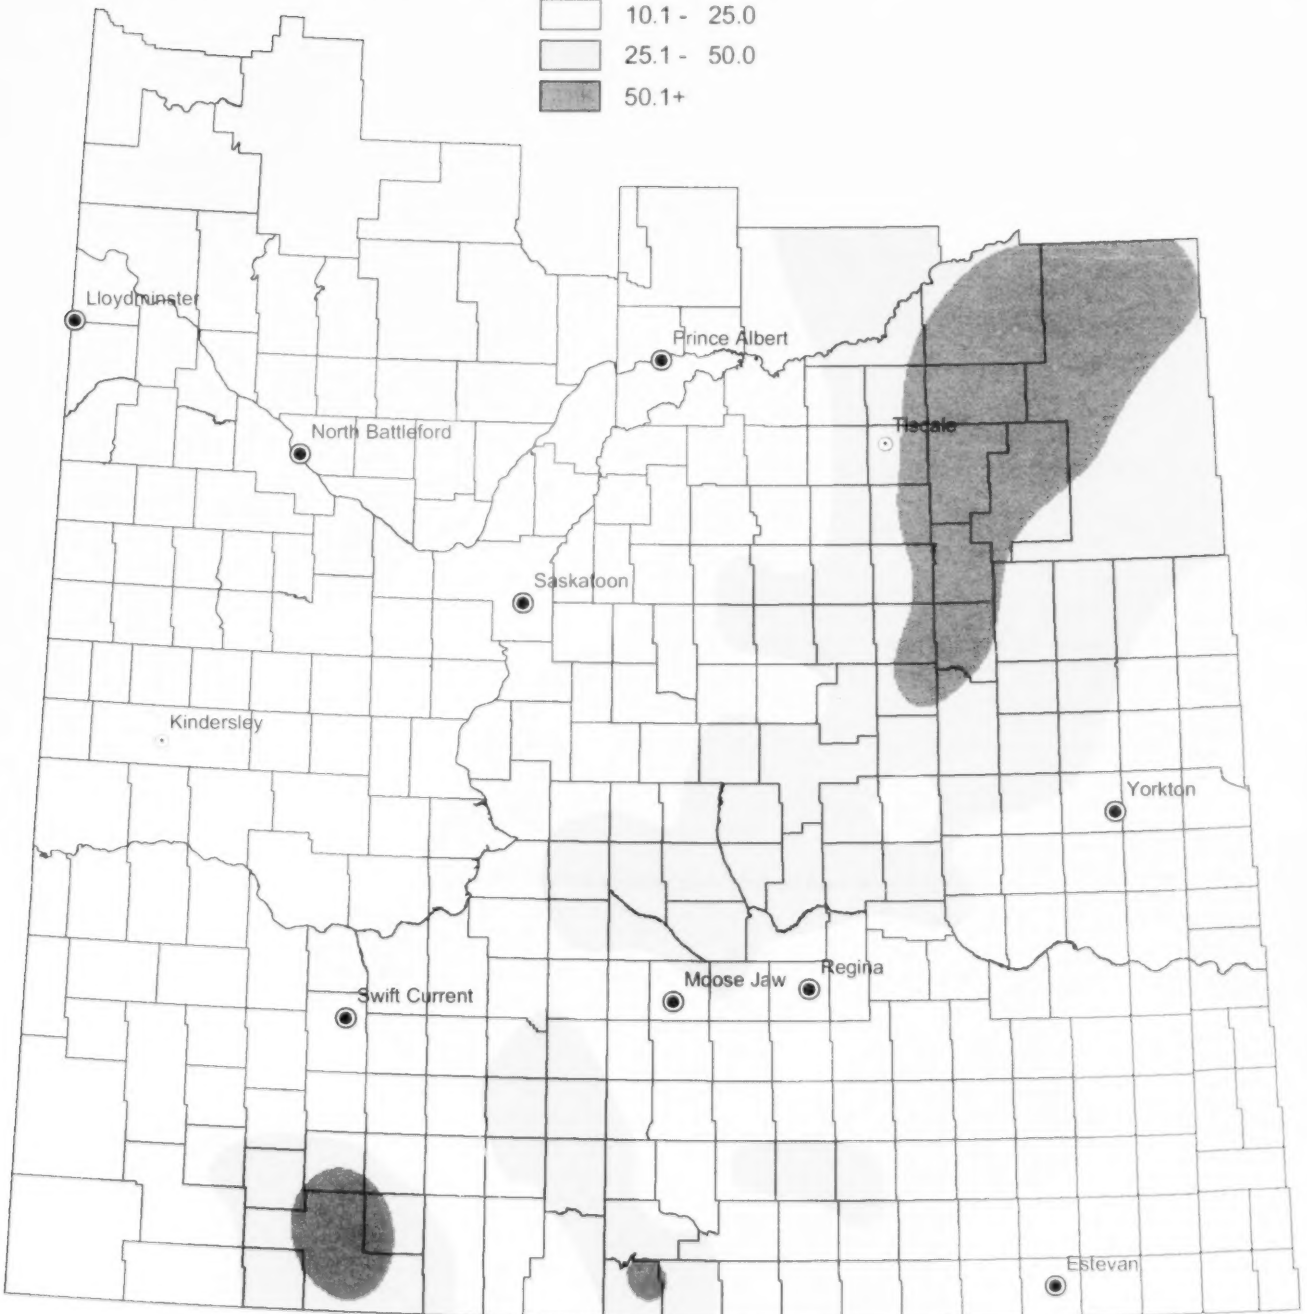 10.1 - 25.0
25.1 - 50.0
50.1+
Lloydminster
Prince Albert
North Battleford
Tisdale
Saskatoon
Kindersley
Yorkton
Moose Jaw
Regina
Swift Current
Estevan